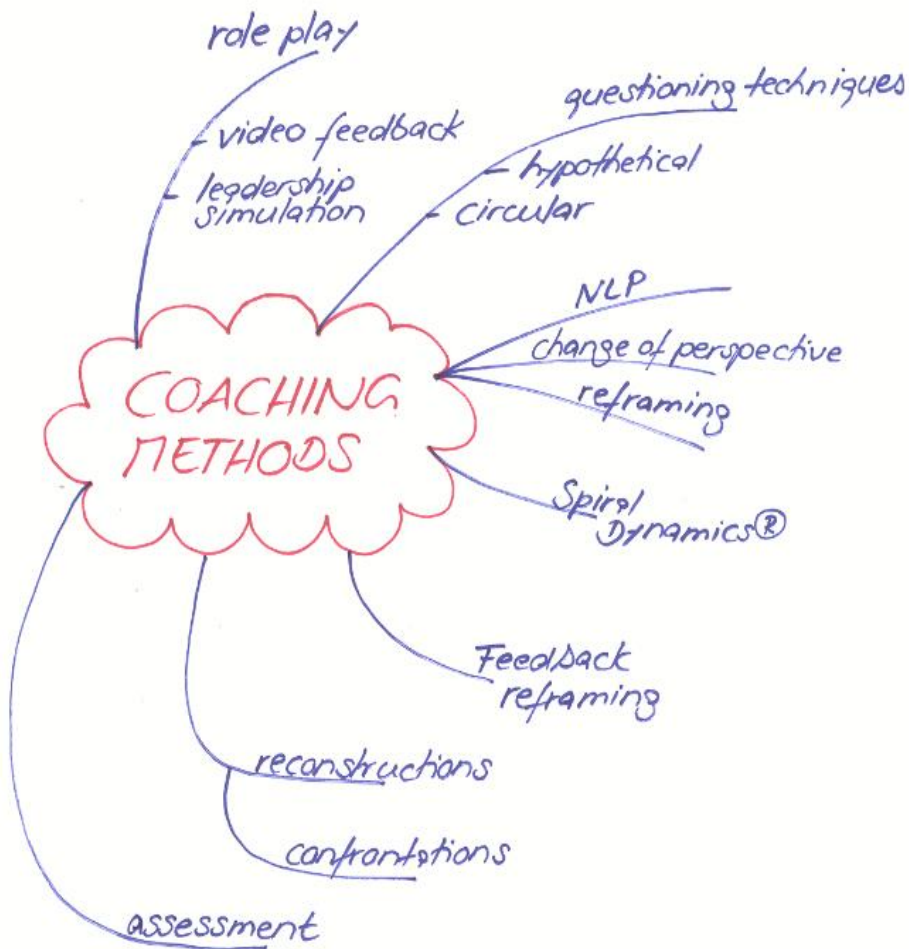 role play
video feedback
leadership
simulation
questioning techniques
hypothetical
circular
COACHING
METHODS
NLP
change of perspective
reframing
Spiral
Dynamics®
Feedback
reframing
reconstructions
confrontations
assessment